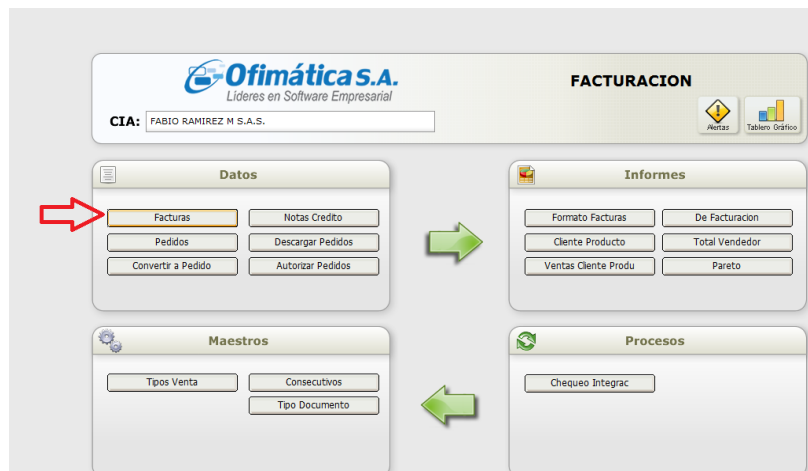 Ofimática S.A.
Líderes en Software Empresarial
FACTURACION
CIA: FABIO RAMIREZ M S.A.S.
Alertas
Tablero Gráfico
Datos
Facturas
Notas Credito
Pedidos
Descargar Pedidos
Convertir a Pedido
Autorizar Pedidos
Informes
Formato Facturas
De Facturacion
Cliente Producto
Total Vendedor
Ventas Cliente Produ
Pareto
Maestros
Tipos Venta
Consecutivos
Tipo Documento
Procesos
Chequeo Integrac